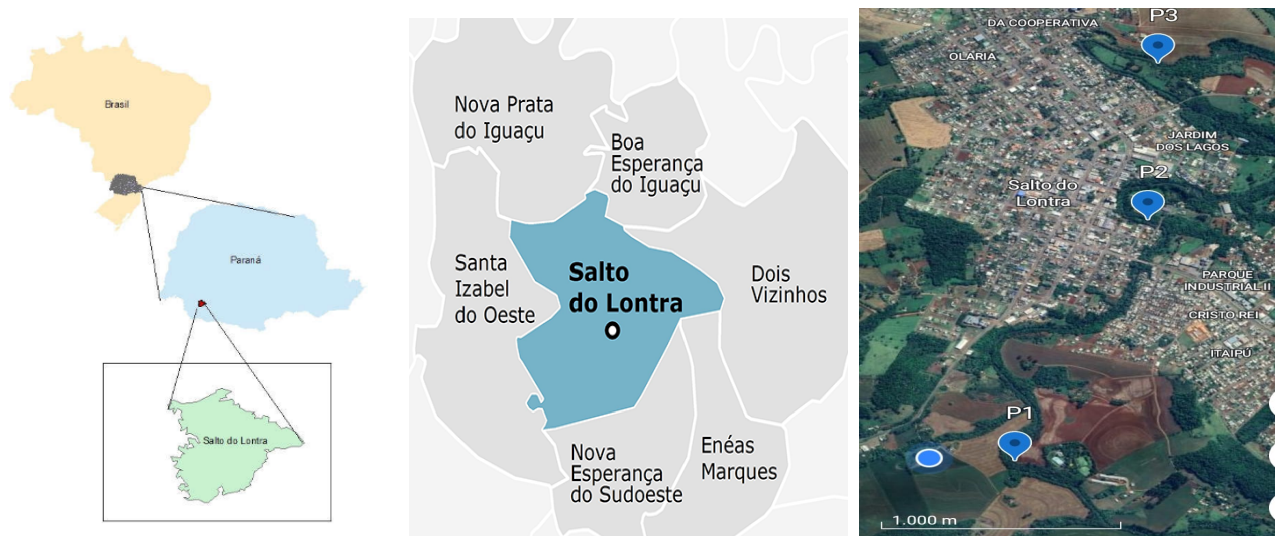 Brasil
Paraná
Salto do Lontra
Nova Prata
do Iguaçu
Boa
Esperança
do Iguaçu
Santa
Izabel
do Oeste
Salto
do Lontra
Dois
Vizinhos
Nova
Esperança
do Sudoeste
Enéas
Marques
DA COOPERATIVA
P3
OLARIA
JARDIM
DOS LAGOS
P2
Salto do
Lontra
PARQUE
INDUSTRIAL II
CRISTO REI
ITAIPÚ
P1
1.000 m